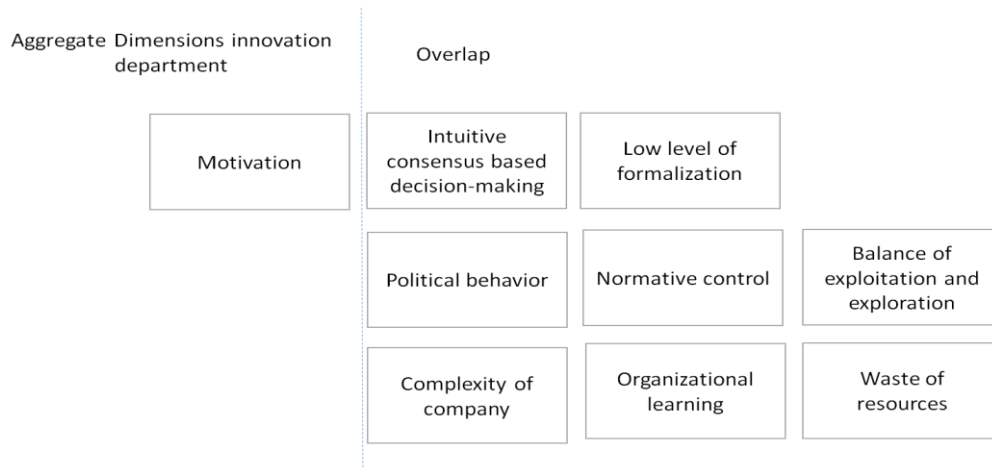 Aggregate Dimensions innovation
department
Overlap
Motivation
Intuitive
consensus based
decision-making
Low level of
formalization
Political behavior
Normative control
Balance of
exploitation and
exploration
Complexity of
company
Organizational
learning
Waste of
resources